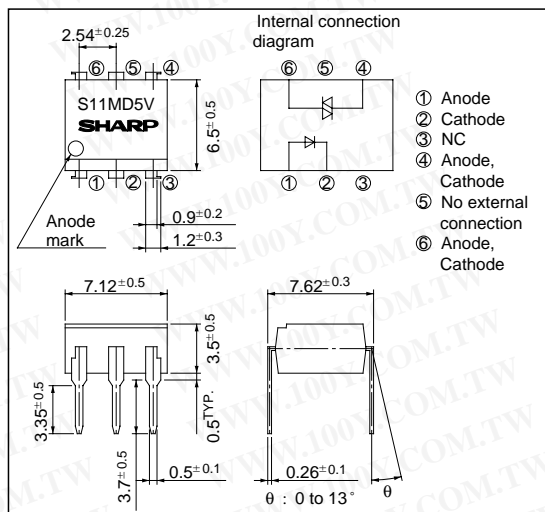 Internal connection
diagram
2.54±0.25
⑥ ⑤ ④
S11MD5V
SHARP
6.5±0.5
① ② ③
Anode
mark
0.9±0.2
1.2±0.3
⑥ ⑤ ④
① ② ③
① Anode
② Cathode
③ NC
④ Anode,
Cathode
⑤ No external
connection
⑥ Anode,
Cathode
7.12±0.5
3.5±0.5
3.35±0.5
0.5TYP.
3.7±0.5
0.5±0.1
7.62±0.3
0.26±0.1
θ
θ : 0 to 13°
WWW.100Y.COM.TW